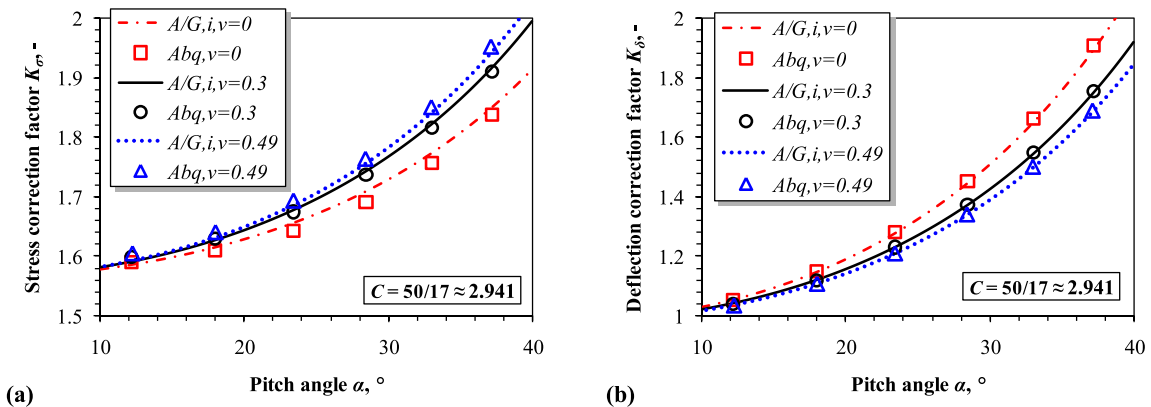 Stress correction factor Kσ, -
2
1.9
1.8
1.7
1.6
1.5
A/G,i,ν=0
Abq,ν=0
A/G,i,ν=0.3
Abq,ν=0.3
A/G,i,ν=0.49
Abq,ν=0.49
C = 50/17 ≈ 2.941
10 20 30 40
Pitch angle α, °
(a)
Deflection correction factor Kδ, -
2
1.8
1.6
1.4
1.2
1
A/G,i,ν=0
Abq,ν=0
A/G,i,ν=0.3
Abq,ν=0.3
A/G,i,ν=0.49
Abq,ν=0.49
C = 50/17 ≈ 2.941
10 20 30 40
Pitch angle α, °
(b)